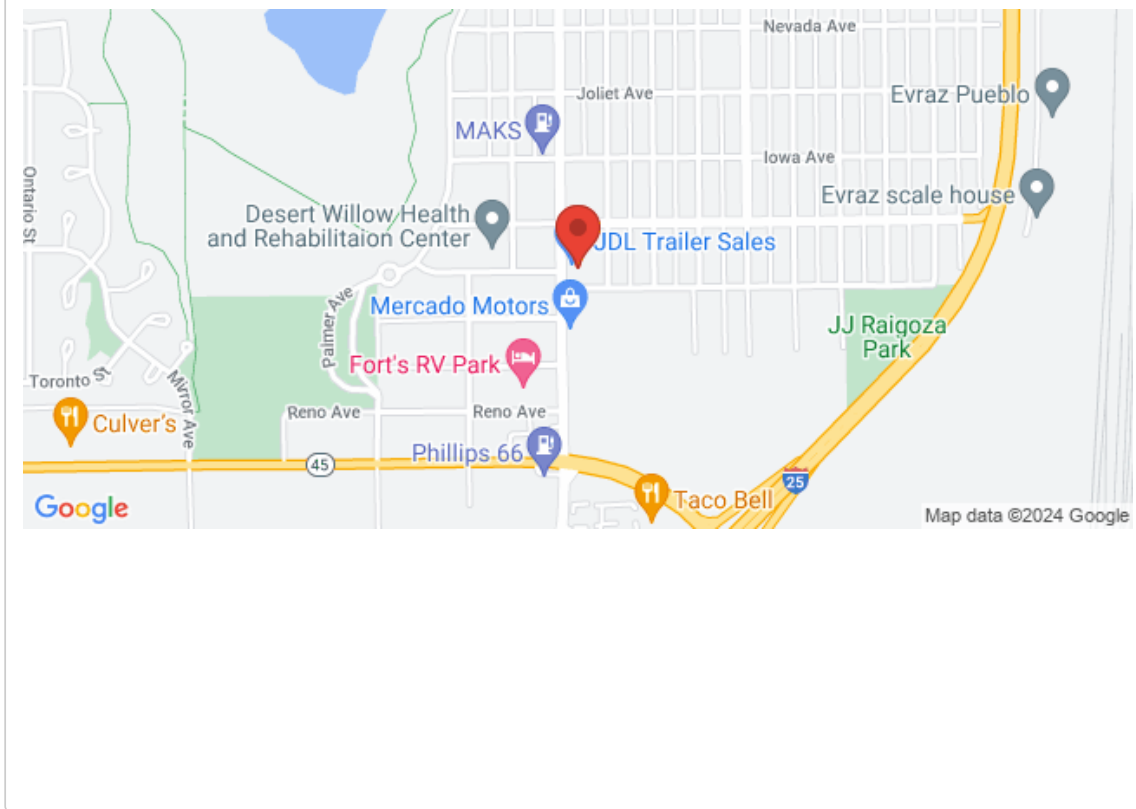 Nevada Ave
Joliet Ave
Evraz Pueblo
MAKS
Iowa Ave
Ontario St
Evraz scale house
Desert Willow Health
and Rehabilitaion Center
JDL Trailer Sales
Palmer Ave
Mercado Motors
JJ Raigoza
Park
Fort's RV Park
Toronto St
Mirror Ave
Culver's
Reno Ave
Reno Ave
Phillips 66
45
25
Taco Bell
Google
Map data ©2024 Google